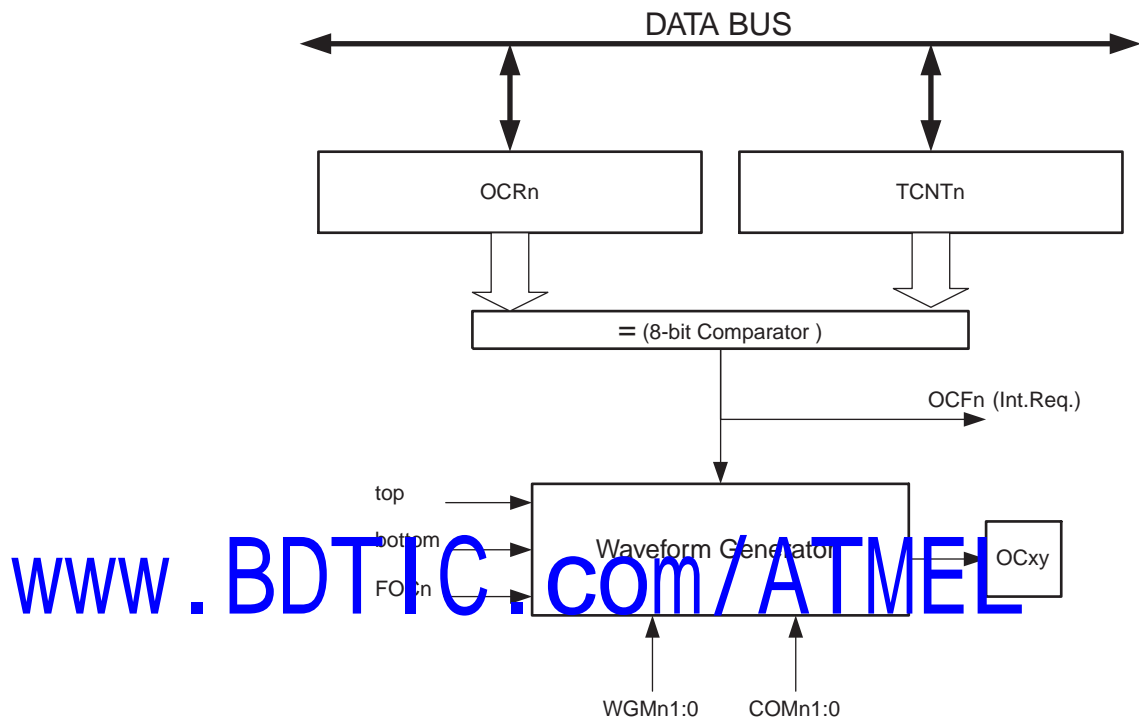 DATA BUS
OCRn
TCNTn
= (8-bit Comparator )
OCFn (Int.Req.)
top
bottom
Waveform Generator
OCxy
FOCn
www.BDTIC.com/ATMEL
WGMn1:0
COMn1:0